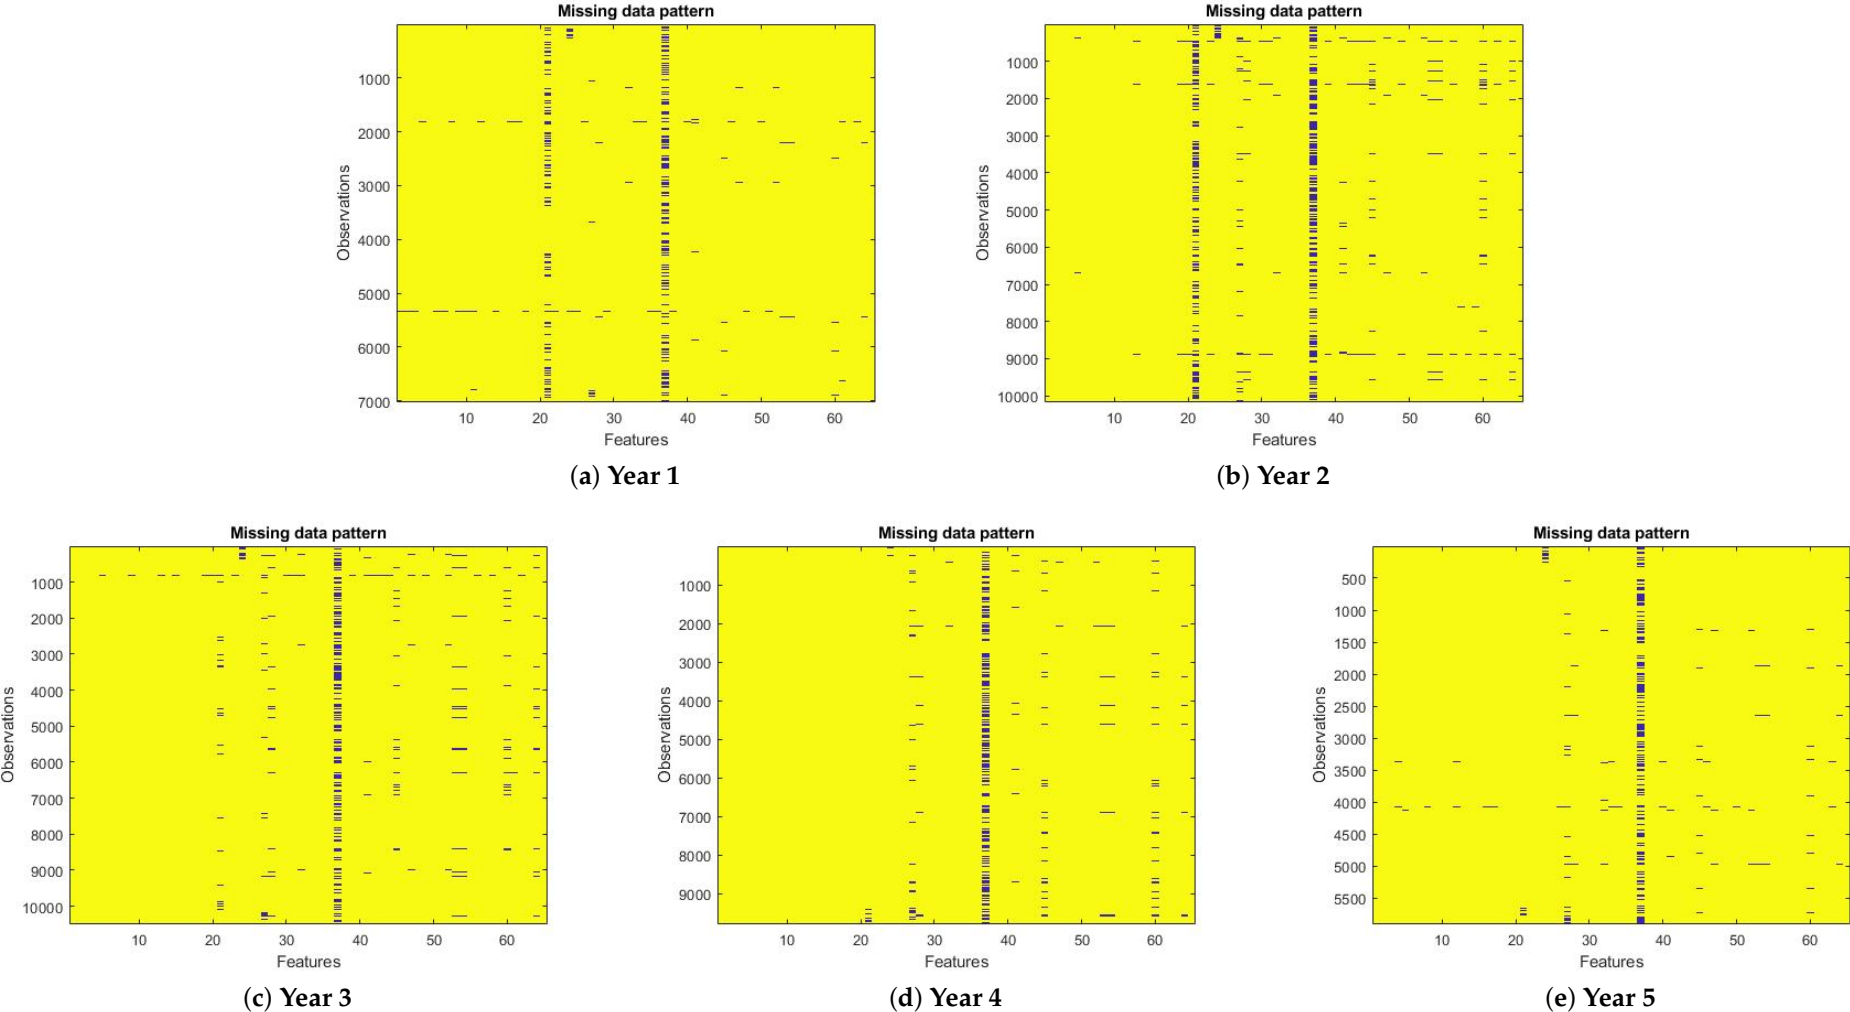 Missing data pattern
Observations
1000
2000
3000
4000
5000
6000
7000
10 20 30 40 50 60
Features
(a) Year 1
Missing data pattern
Observations
1000
2000
3000
4000
5000
6000
7000
8000
9000
10000
10 20 30 40 50 60
Features
(b) Year 2
Missing data pattern
Observations
1000
2000
3000
4000
5000
6000
7000
8000
9000
10000
10 20 30 40 50 60
Features
(c) Year 3
Missing data pattern
Observations
1000
2000
3000
4000
5000
6000
7000
8000
9000
10 20 30 40 50 60
Features
(d) Year 4
Missing data pattern
Observations
500
1000
1500
2000
2500
3000
3500
4000
4500
5000
5500
10 20 30 40 50 60
Features
(e) Year 5